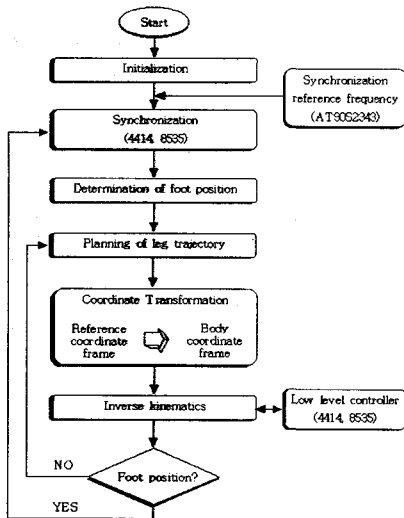 Start
Initialization
Synchronization
reference frequency
(AT90S2343)
Synchronization
(4414, 8535)
Determination of foot position
Planning of leg trajectory
Coordinate Transformation
Reference
coordinate
frame
Body
coordinate
frame
Inverse kinematics
Low level controller
(4414, 8535)
NO
Foot position?
YES